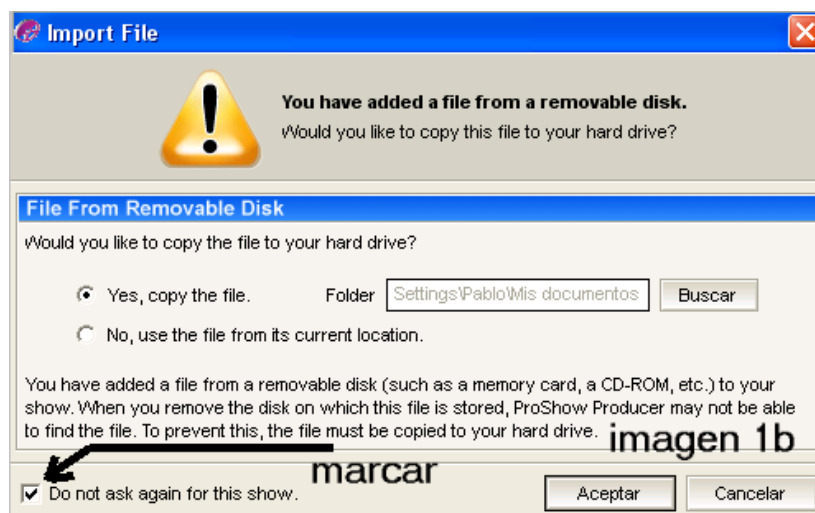 Import File
You have added a file from a removable disk.
Would you like to copy this file to your hard drive?
File From Removable Disk
Would you like to copy the file to your hard drive?
Yes, copy the file. Folder Settings\Pablo\Mis documentos Buscar
No, use the file from its current location.
You have added a file from a removable disk (such as a memory card, a CD-ROM, etc.) to your
show. When you remove the disk on which this file is stored, ProShow Producer may not be able
to find the file. To prevent this, the file must be copied to your hard drive.
imagen 1b
marcar
Do not ask again for this show. Aceptar Cancelar